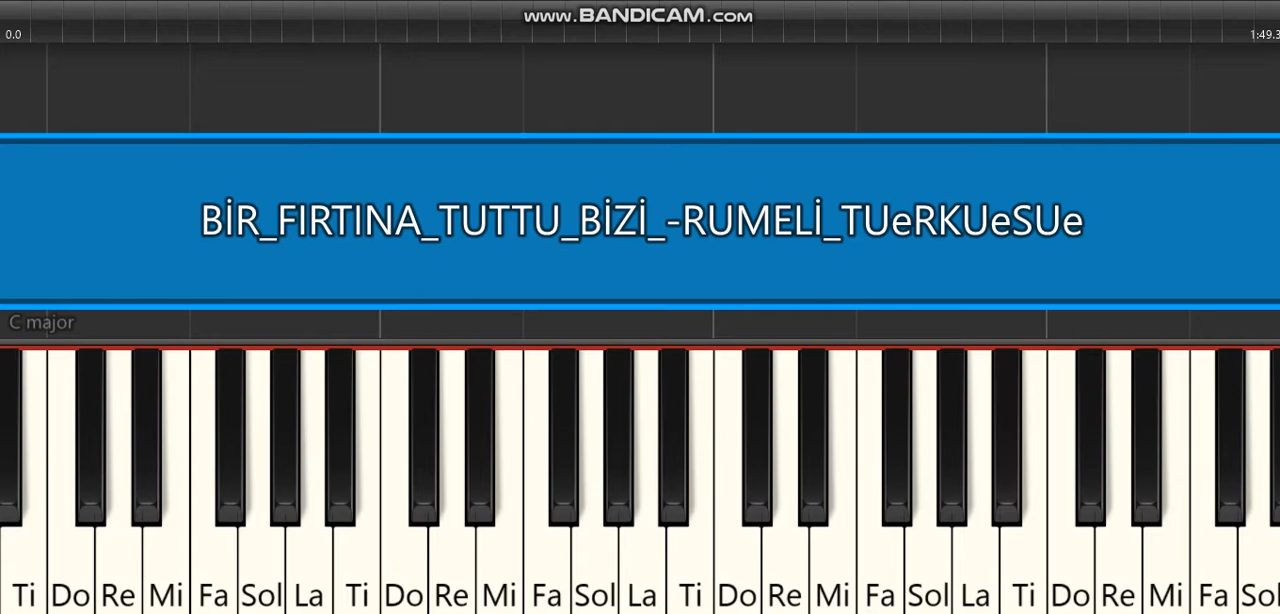 www.BANDICAM.com
0.0 1:49.3
BİR_FIRTINA_TUTTU_BİZİ_-RUMELİ_TUeRKUeSUe
C major
Ti Do Re Mi Fa Sol La Ti Do Re Mi Fa Sol La Ti Do Re Mi Fa Sol La Ti Do Re Mi Fa So